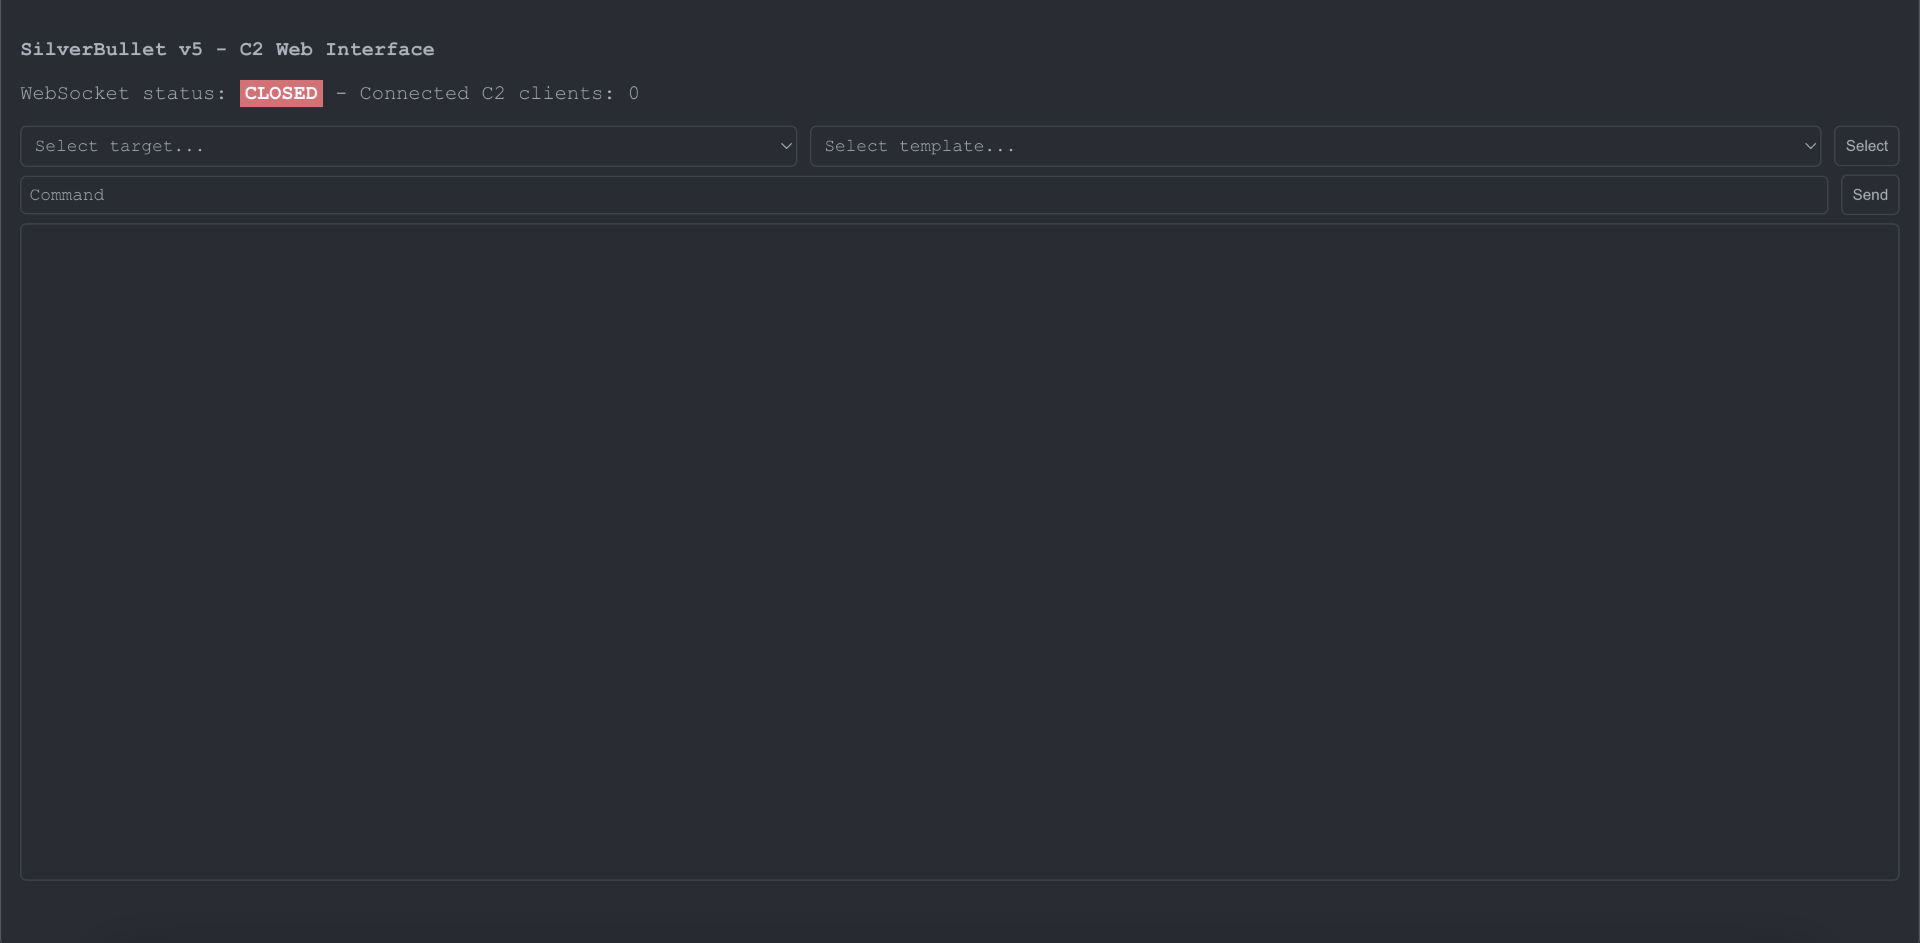 SilverBullet v5 - C2 Web Interface
WebSocket status: CLOSED - Connected C2 clients: 0
Select target... Select template... Select
Command Send